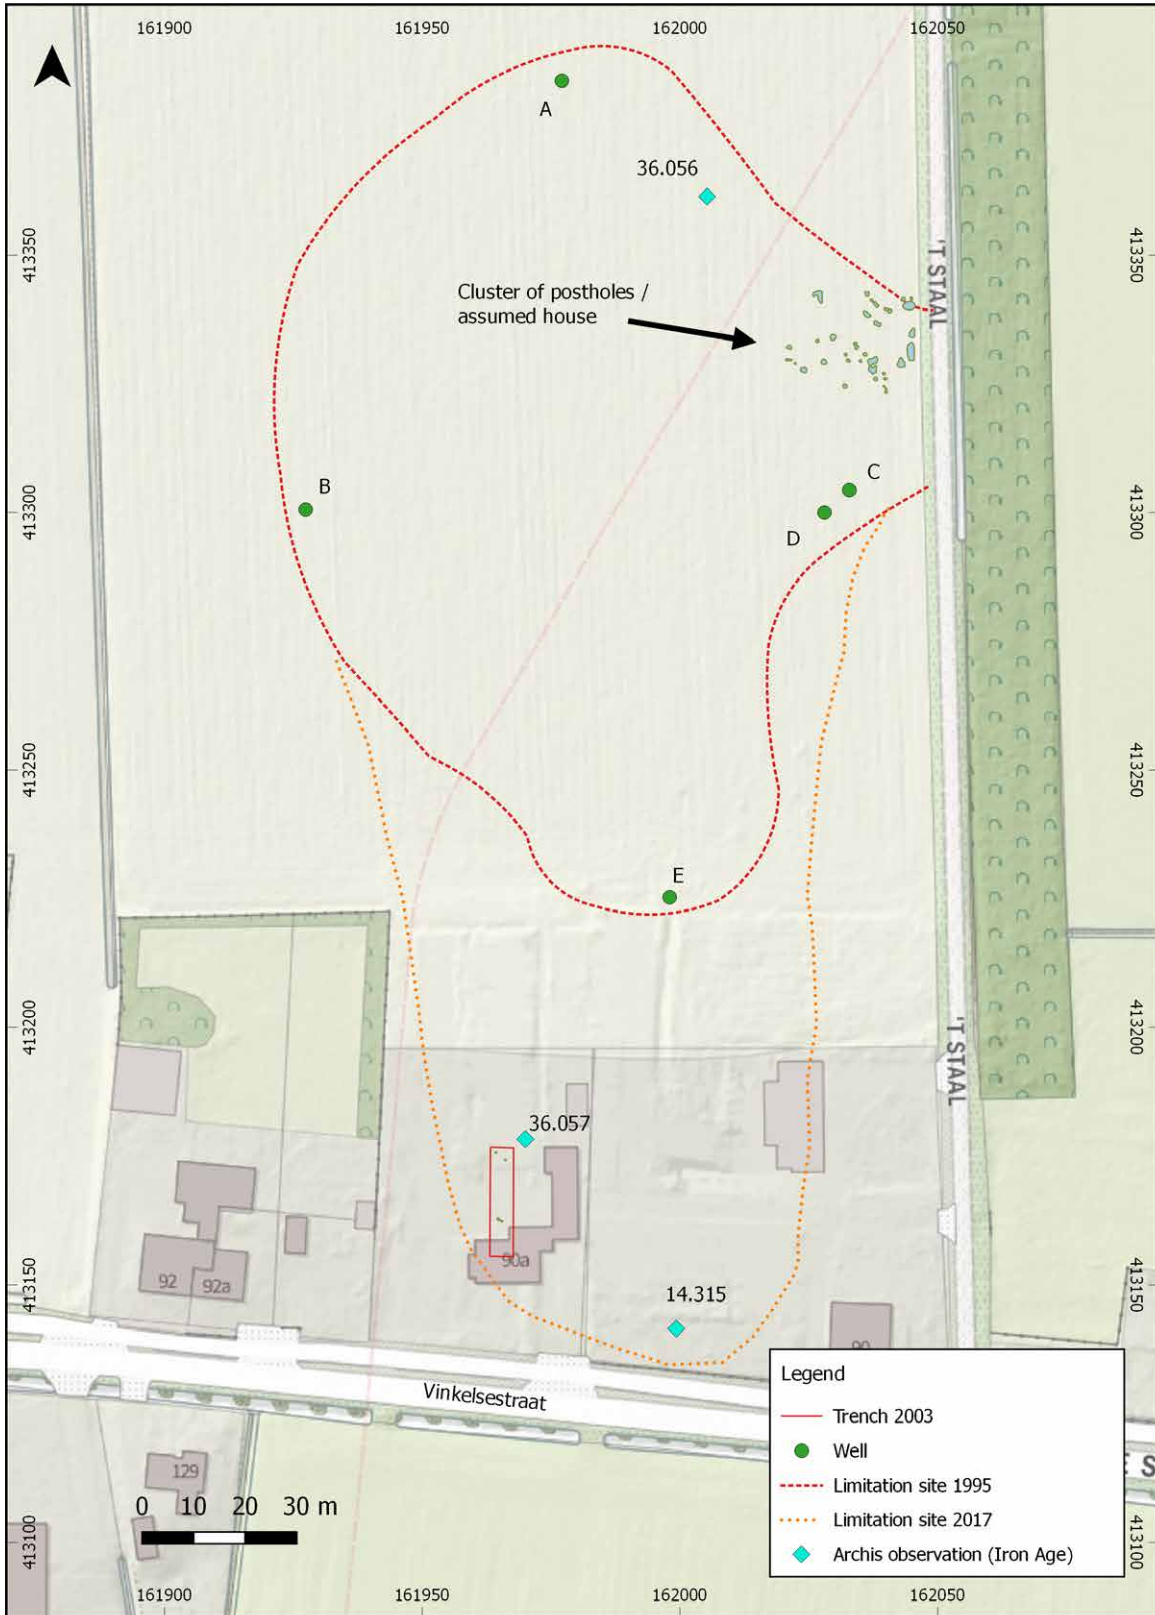 161900 161950 162000 162050
A
36.056
413350 413350
'T STAAL
Cluster of postholes /
assumed house
B
C
413300 413300
D
413250 413250
E
413200 413200
'T STAAL
36.057
90a
92
92a
413150 413150
14.315
90
Vinkelsestraat
129
0 10 20 30 m
413100 413100
Legend
Trench 2003
Well
Limitation site 1995
Limitation site 2017
Archis observation (Iron Age)
E S
161900 161950 162000 162050